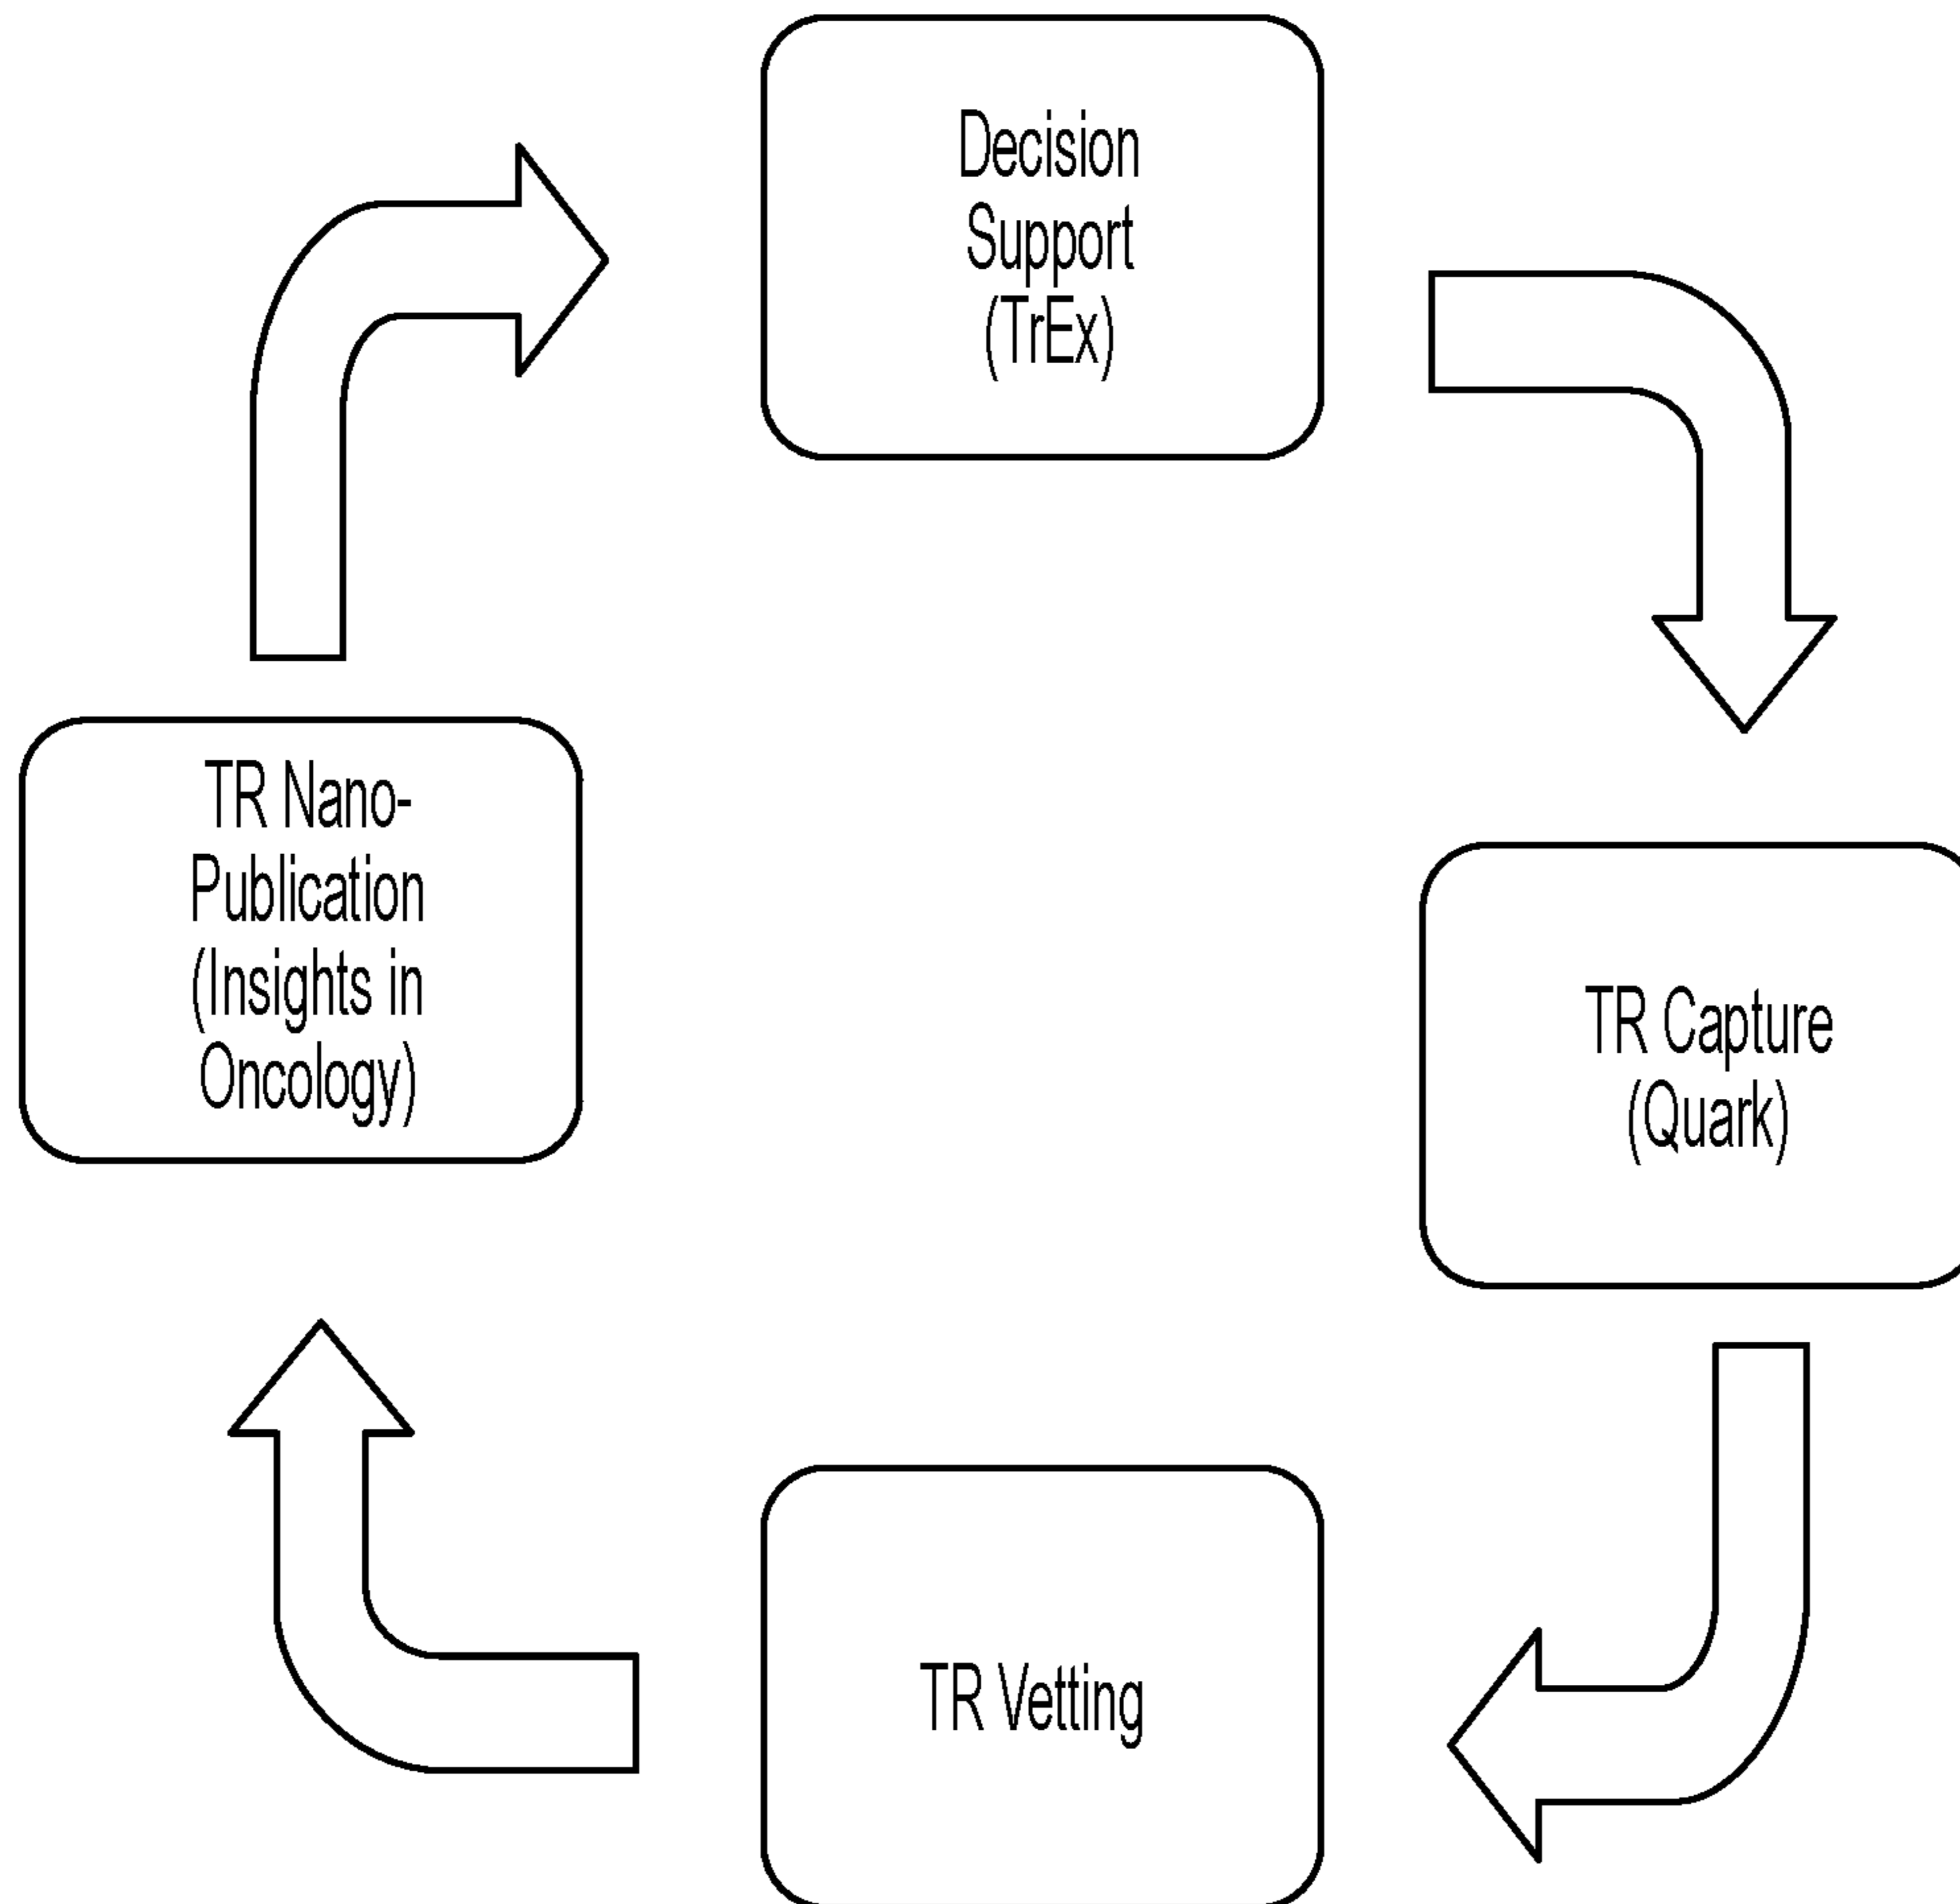 Decision
Support
(TrEx)
TR Nano-
Publication
(Insights in
Oncology)
TR Capture
(Quark)
TR Vetting